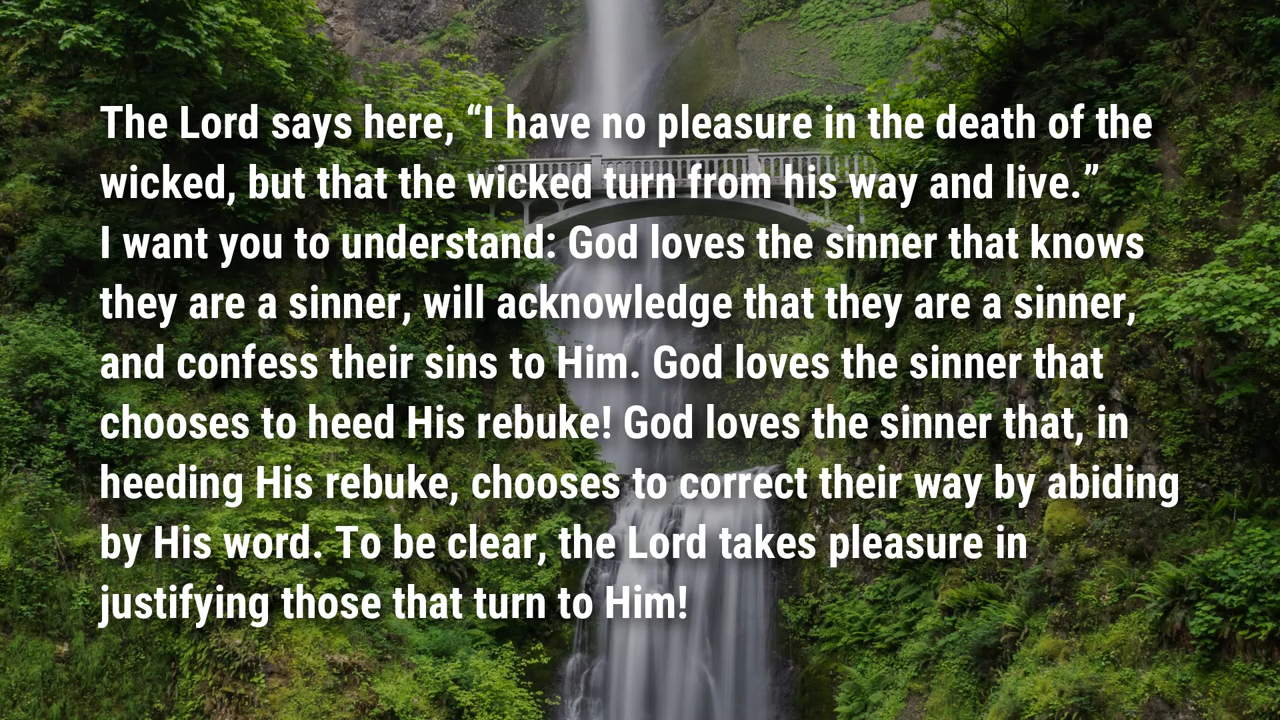 The Lord says here, “I have no pleasure in the death of the
wicked, but that the wicked turn from his way and live.”
I want you to understand: God loves the sinner that knows
they are a sinner, will acknowledge that they are a sinner,
and confess their sins to Him. God loves the sinner that
chooses to heed His rebuke! God loves the sinner that, in
heeding His rebuke, chooses to correct their way by abiding
by His word. To be clear, the Lord takes pleasure in
justifying those that turn to Him!